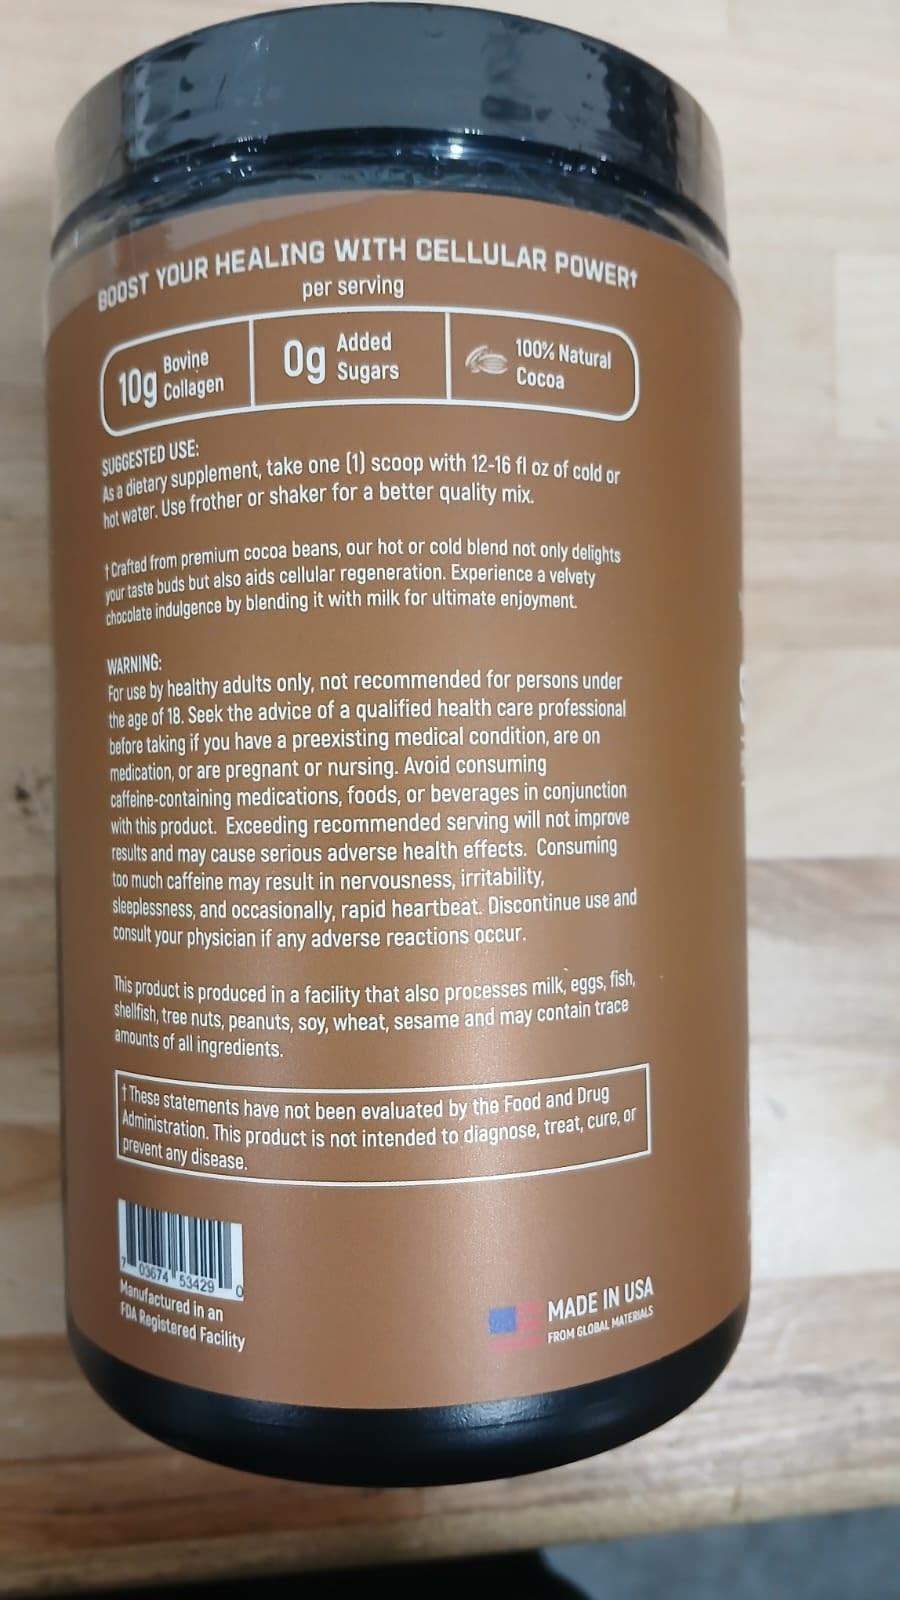 BOOST YOUR HEALING WITH CELLULAR POWER†
per serving
10g Bovine Collagen
0g Added Sugars
100% Natural Cocoa
SUGGESTED USE:
As a dietary supplement, take one (1) scoop with 12-16 fl oz of cold or
hot water. Use frother or shaker for a better quality mix.
† Crafted from premium cocoa beans, our hot or cold blend not only delights
your taste buds but also aids cellular regeneration. Experience a velvety
chocolate indulgence by blending it with milk for ultimate enjoyment.
WARNING:
For use by healthy adults only, not recommended for persons under
the age of 18. Seek the advice of a qualified health care professional
before taking if you have a preexisting medical condition, are on
medication, or are pregnant or nursing. Avoid consuming
caffeine-containing medications, foods, or beverages in conjunction
with this product. Exceeding recommended serving will not improve
results and may cause serious adverse health effects. Consuming
too much caffeine may result in nervousness, irritability,
sleeplessness, and occasionally, rapid heartbeat. Discontinue use and
consult your physician if any adverse reactions occur.
This product is produced in a facility that also processes milk, eggs, fish,
shellfish, tree nuts, peanuts, soy, wheat, sesame and may contain trace
amounts of all ingredients.
† These statements have not been evaluated by the Food and Drug
Administration. This product is not intended to diagnose, treat, cure, or
prevent any disease.
7 03674 53429 0
Manufactured in an
FDA Registered Facility
MADE IN USA
FROM GLOBAL MATERIALS